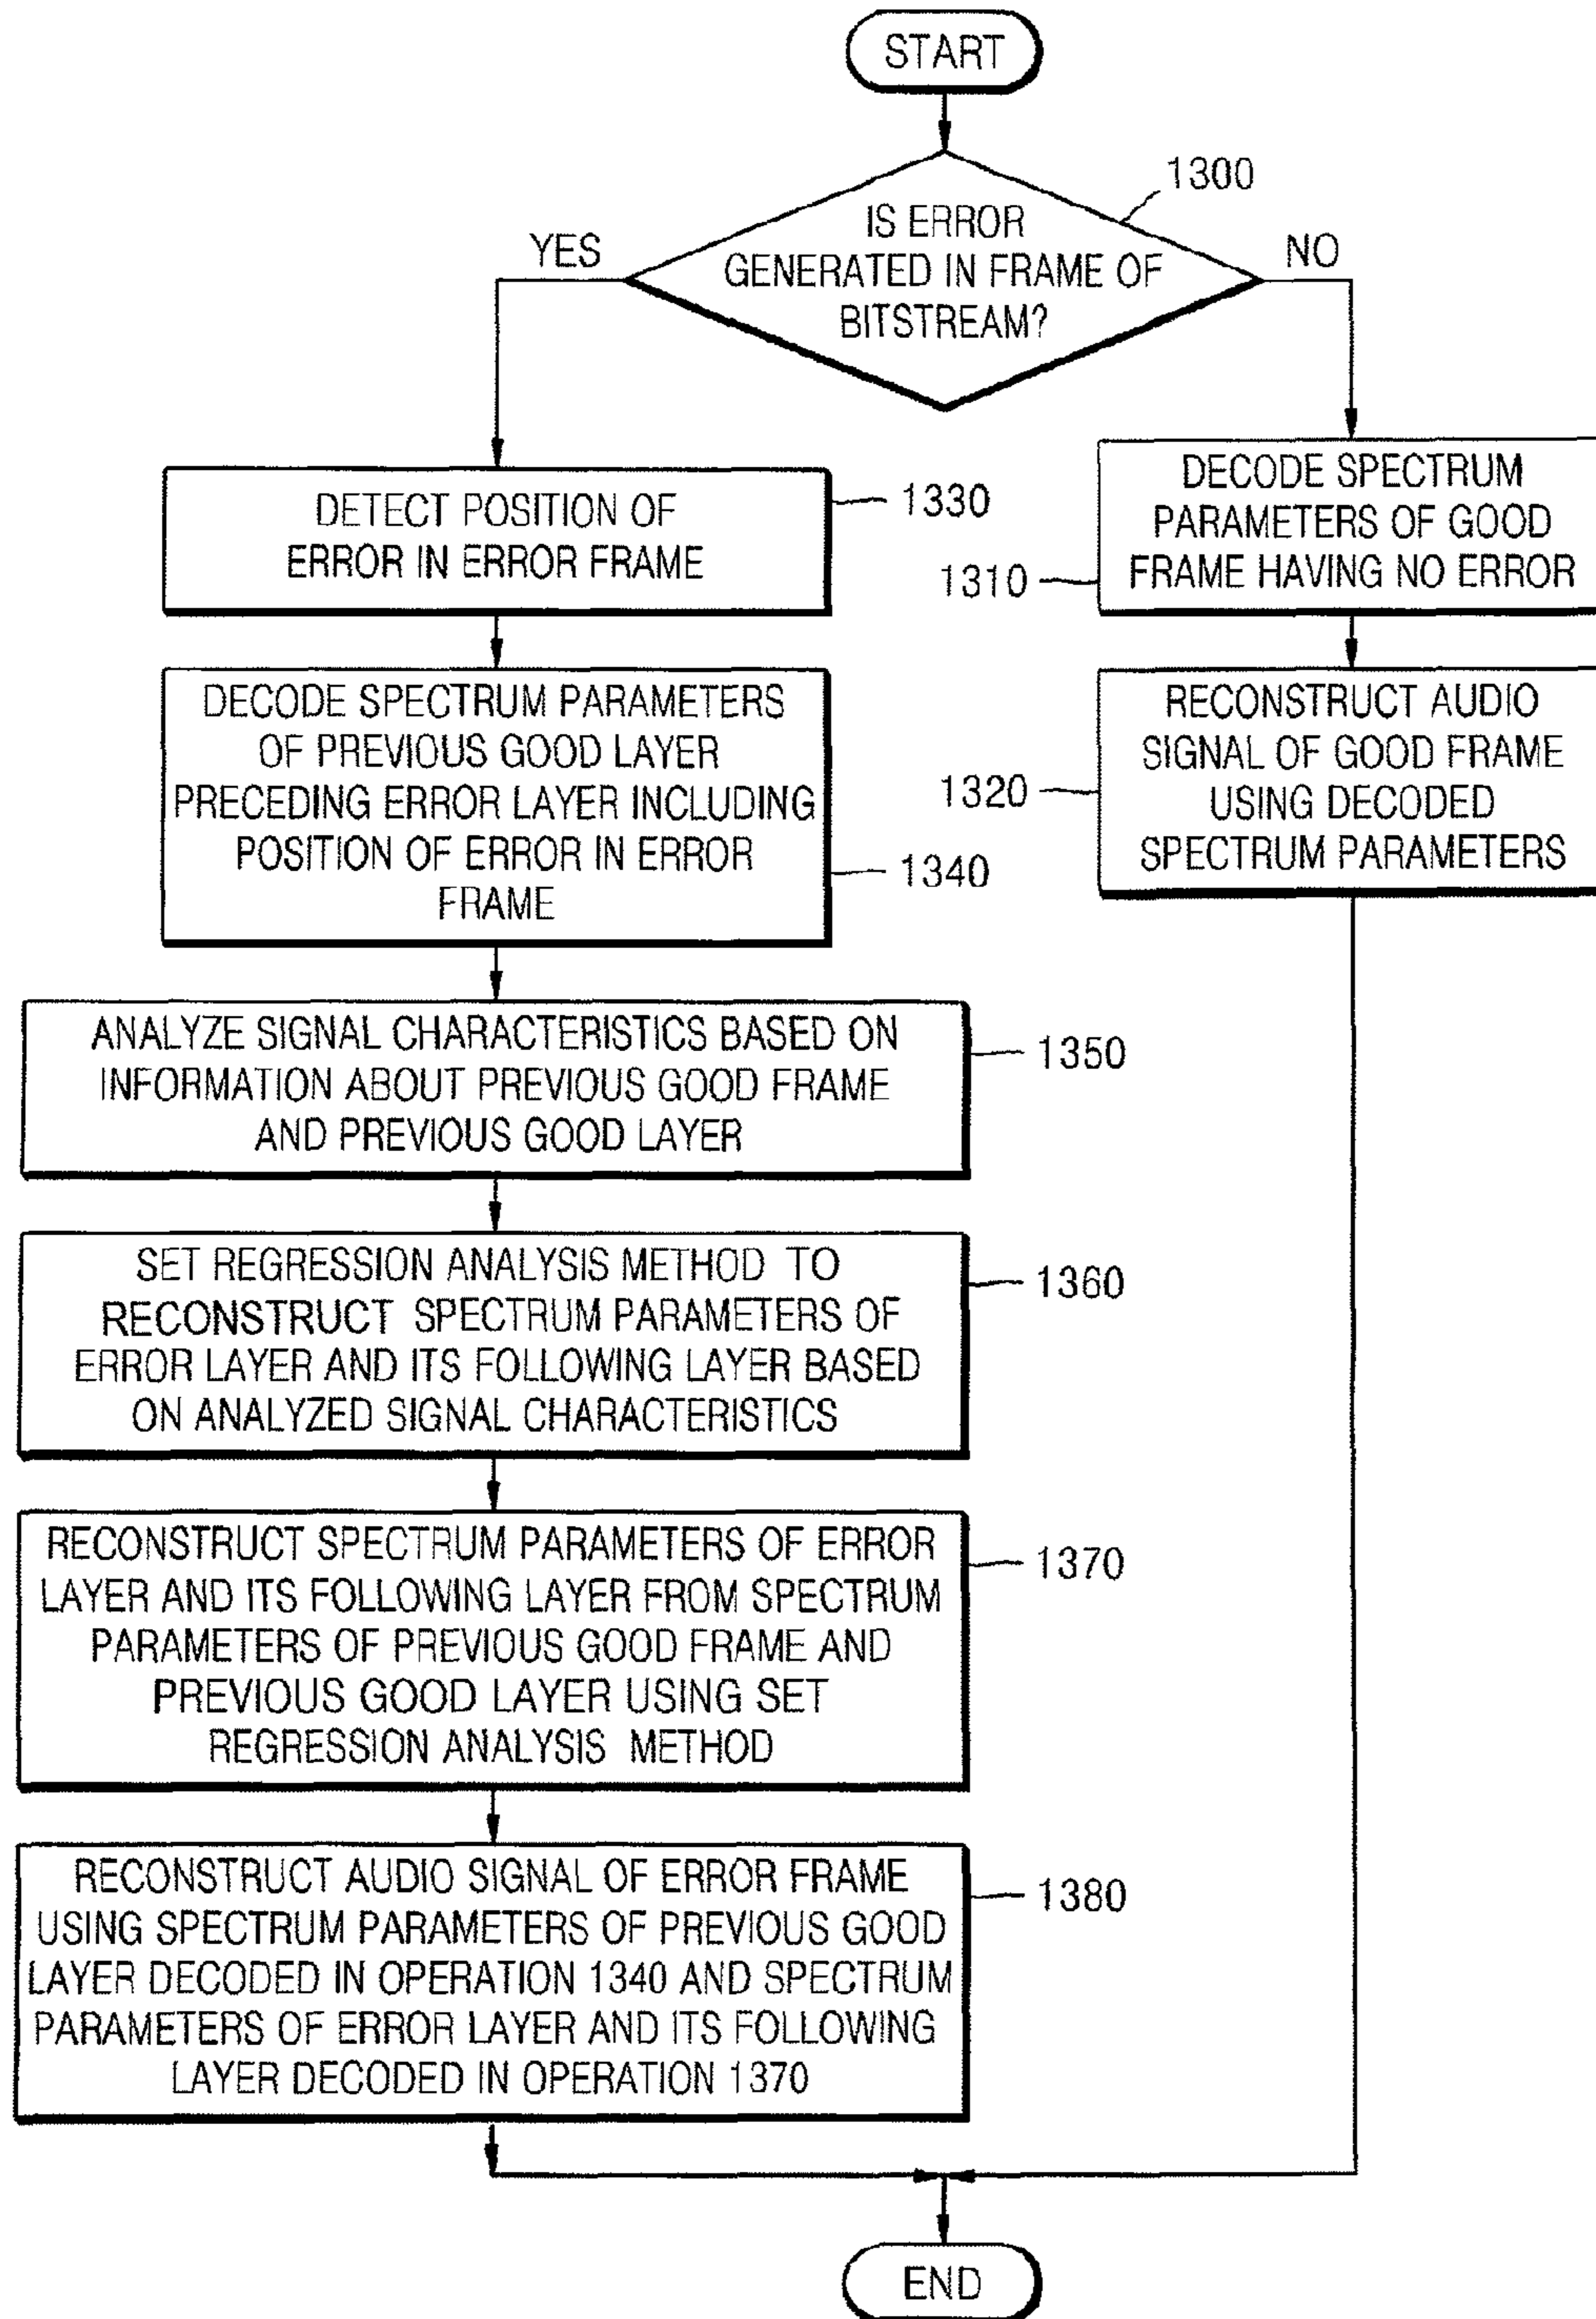 START
1300
IS ERROR
GENERATED IN FRAME OF
BITSTREAM?
YES
NO
DETECT POSITION OF
ERROR IN ERROR FRAME
1330
DECODE SPECTRUM
PARAMETERS OF GOOD
FRAME HAVING NO ERROR
1310
DECODE SPECTRUM PARAMETERS
OF PREVIOUS GOOD LAYER
PRECEDING ERROR LAYER INCLUDING
POSITION OF ERROR IN ERROR
FRAME
1340
RECONSTRUCT AUDIO
SIGNAL OF GOOD FRAME
USING DECODED
SPECTRUM PARAMETERS
1320
ANALYZE SIGNAL CHARACTERISTICS BASED ON
INFORMATION ABOUT PREVIOUS GOOD FRAME
AND PREVIOUS GOOD LAYER
1350
SET REGRESSION ANALYSIS METHOD TO
RECONSTRUCT SPECTRUM PARAMETERS OF
ERROR LAYER AND ITS FOLLOWING LAYER BASED
ON ANALYZED SIGNAL CHARACTERISTICS
1360
RECONSTRUCT SPECTRUM PARAMETERS OF ERROR
LAYER AND ITS FOLLOWING LAYER FROM SPECTRUM
PARAMETERS OF PREVIOUS GOOD FRAME AND
PREVIOUS GOOD LAYER USING SET
REGRESSION ANALYSIS METHOD
1370
RECONSTRUCT AUDIO SIGNAL OF ERROR FRAME
USING SPECTRUM PARAMETERS OF PREVIOUS GOOD
LAYER DECODED IN OPERATION 1340 AND SPECTRUM
PARAMETERS OF ERROR LAYER AND ITS FOLLOWING
LAYER DECODED IN OPERATION 1370
1380
END